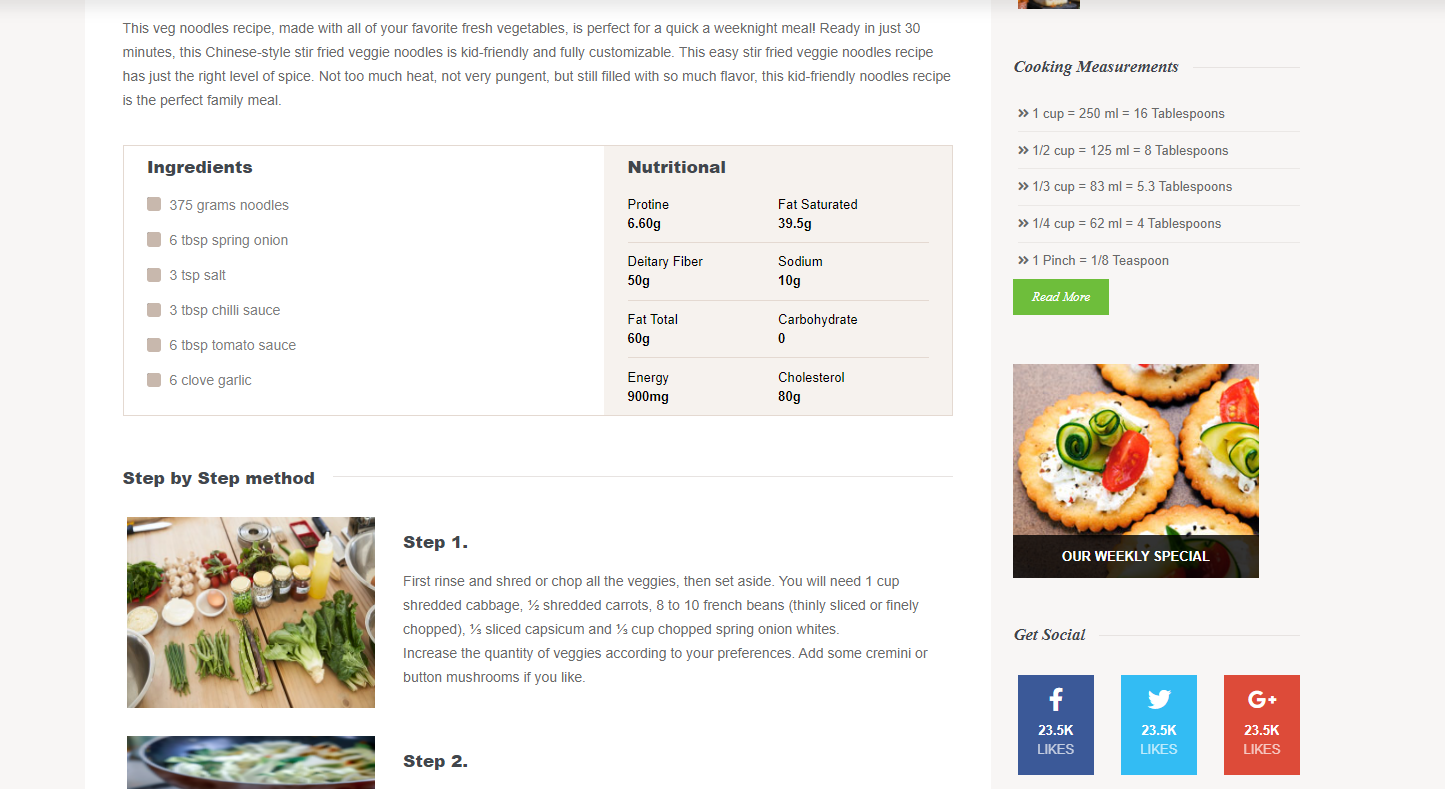 This veg noodles recipe, made with all of your favorite fresh vegetables, is perfect for a quick a weeknight meal! Ready in just 30
minutes, this Chinese-style stir fried veggie noodles is kid-friendly and fully customizable. This easy stir fried veggie noodles recipe
has just the right level of spice. Not too much heat, not very pungent, but still filled with so much flavor, this kid-friendly noodles recipe
is the perfect family meal.
Ingredients
375 grams noodles
6 tbsp spring onion
3 tsp salt
3 tbsp chilli sauce
6 tbsp tomato sauce
6 clove garlic
Nutritional
Protine Fat Saturated
6.60g 39.5g
Deitary Fiber Sodium
50g 10g
Fat Total Carbohydrate
60g 0
Energy Cholesterol
900mg 80g
Step by Step method
Step 1.
First rinse and shred or chop all the veggies, then set aside. You will need 1 cup
shredded cabbage, ½ shredded carrots, 8 to 10 french beans (thinly sliced or finely
chopped), ⅓ sliced capsicum and ⅓ cup chopped spring onion whites.
Increase the quantity of veggies according to your preferences. Add some cremini or
button mushrooms if you like.
Step 2.
Cooking Measurements
1 cup = 250 ml = 16 Tablespoons
1/2 cup = 125 ml = 8 Tablespoons
1/3 cup = 83 ml = 5.3 Tablespoons
1/4 cup = 62 ml = 4 Tablespoons
1 Pinch = 1/8 Teaspoon
Read More
OUR WEEKLY SPECIAL
Get Social
23.5K 23.5K 23.5K
LIKES LIKES LIKES